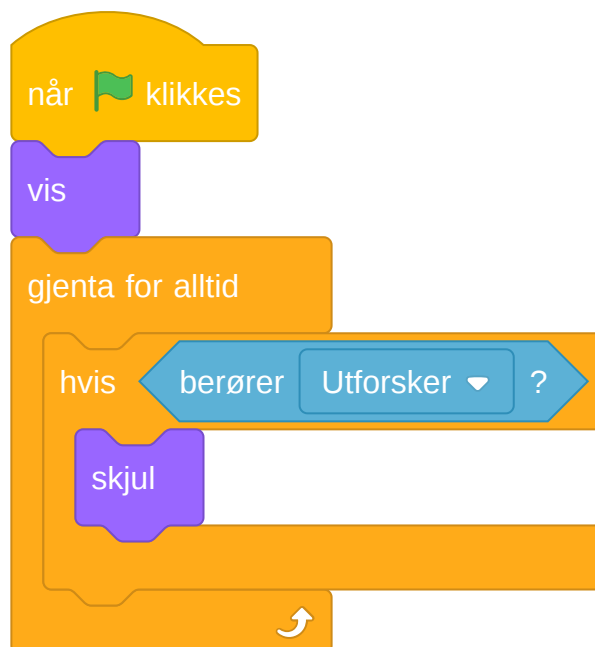 når klikkes
vis
gjenta for alltid
hvis berører Utforsker ?
skjul